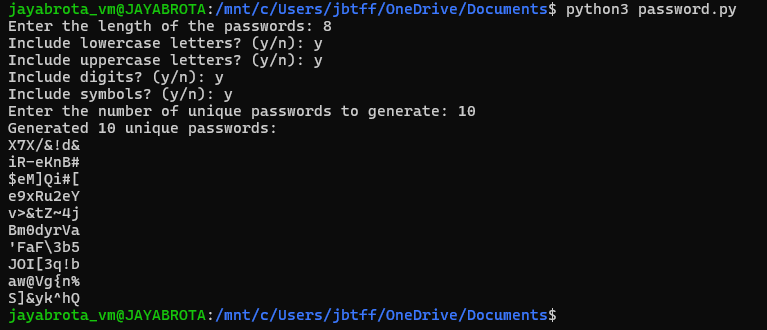 jayabrota_vm@JAYABROTA:/mnt/c/Users/jbtff/OneDrive/Documents$ python3 password.py
Enter the length of the passwords: 8
Include lowercase letters? (y/n): y
Include uppercase letters? (y/n): y
Include digits? (y/n): y
Include symbols? (y/n): y
Enter the number of unique passwords to generate: 10
Generated 10 unique passwords:
X7X/&!d&
iR-eKnB#
$eM]Qi#[
e9xRu2eY
v>&tZ~4j
Bm0dyrVa
'FaF\3b5
JOI[3q!b
aw@Vg{n%
S]&yk^hQ
jayabrota_vm@JAYABROTA:/mnt/c/Users/jbtff/OneDrive/Documents$